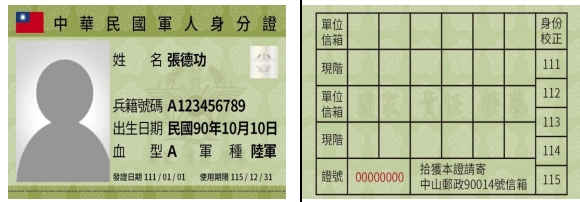 中華民國軍人身分證
姓 名 張德功
兵籍號碼 A123456789
出生日期 民國90年10月10日
血 型 A 軍 種 陸軍
發證日期 111 / 01 / 01 使用期限 115 / 12 / 31
單位信箱
身份校正
現階
111
單位信箱
112
113
現階
114
證號 00000000
拾獲本證請寄
中山郵政90014號信箱
115